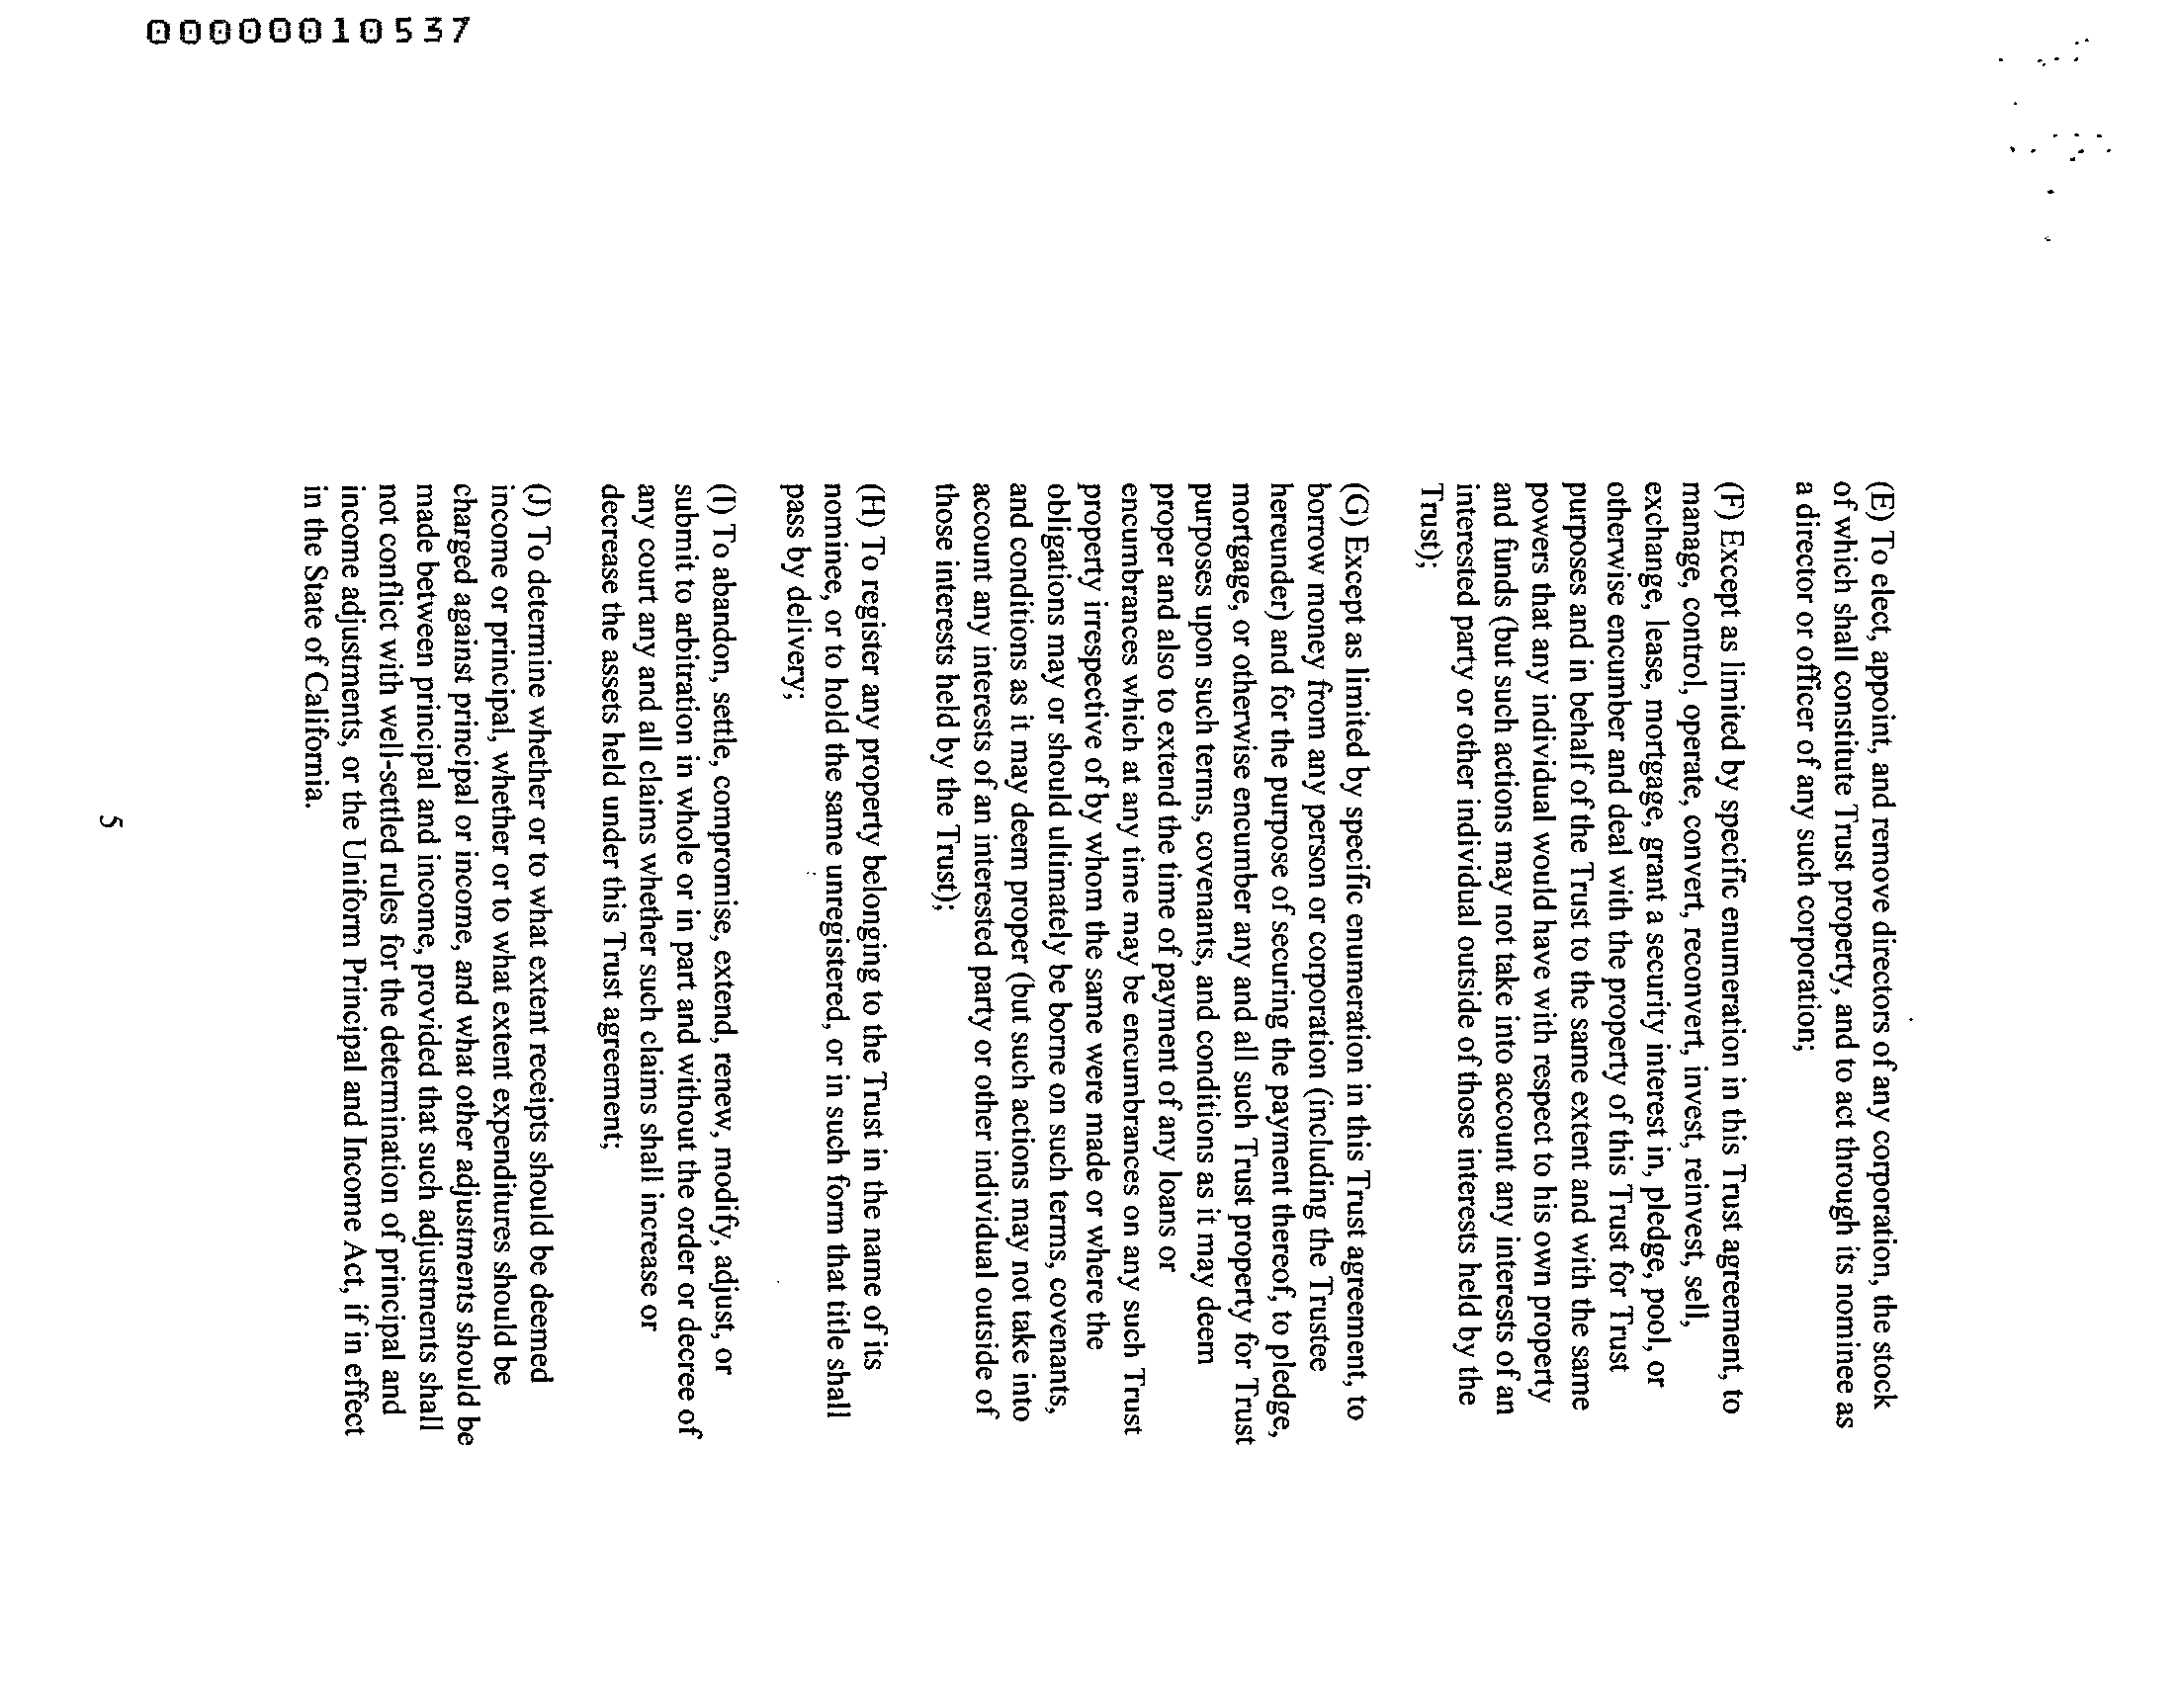 00000010537
(E) To elect, appoint, and remove directors of any corporation, the stock
of which shall constitute Trust property, and to act through its nominee as
a director or officer of any such corporation;
(F) Except as limited by specific enumeration in this Trust agreement, to
manage, control, operate, convert, reconvert, invest, reinvest, sell,
exchange, lease, mortgage, grant a security interest in, pledge, pool, or
otherwise encumber and deal with the property of this Trust for Trust
purposes and in behalf of the Trust to the same extent and with the same
powers that any individual would have with respect to his own property
and funds (but such actions may not take into account any interests of an
interested party or other individual outside of those interests held by the
Trust);
(G) Except as limited by specific enumeration in this Trust agreement, to
borrow money from any person or corporation (including the Trustee
hereunder) and for the purpose of securing the payment thereof, to pledge,
mortgage, or otherwise encumber any and all such Trust property for Trust
purposes upon such terms, covenants, and conditions as it may deem
proper and also to extend the time of payment of any loans or
encumbrances which at any time may be encumbrances on any such Trust
property irrespective of by whom the same were made or where the
obligations may or should ultimately be borne on such terms, covenants,
and conditions as it may deem proper (but such actions may not take into
account any interests of an interested party or other individual outside of
those interests held by the Trust);
(H) To register any property belonging to the Trust in the name of its
nominee, or to hold the same unregistered, or in such form that title shall
pass by delivery;
(I) To abandon, settle, compromise, extend, renew, modify, adjust, or
submit to arbitration in whole or in part and without the order or decree of
any court any and all claims whether such claims shall increase or
decrease the assets held under this Trust agreement;
(J) To determine whether or to what extent receipts should be deemed
income or principal, whether or to what extent expenditures should be
charged against principal or income, and what other adjustments should be
made between principal and income, provided that such adjustments shall
not conflict with well-settled rules for the determination of principal and
income adjustments, or the Uniform Principal and Income Act, if in effect
in the State of California.
5